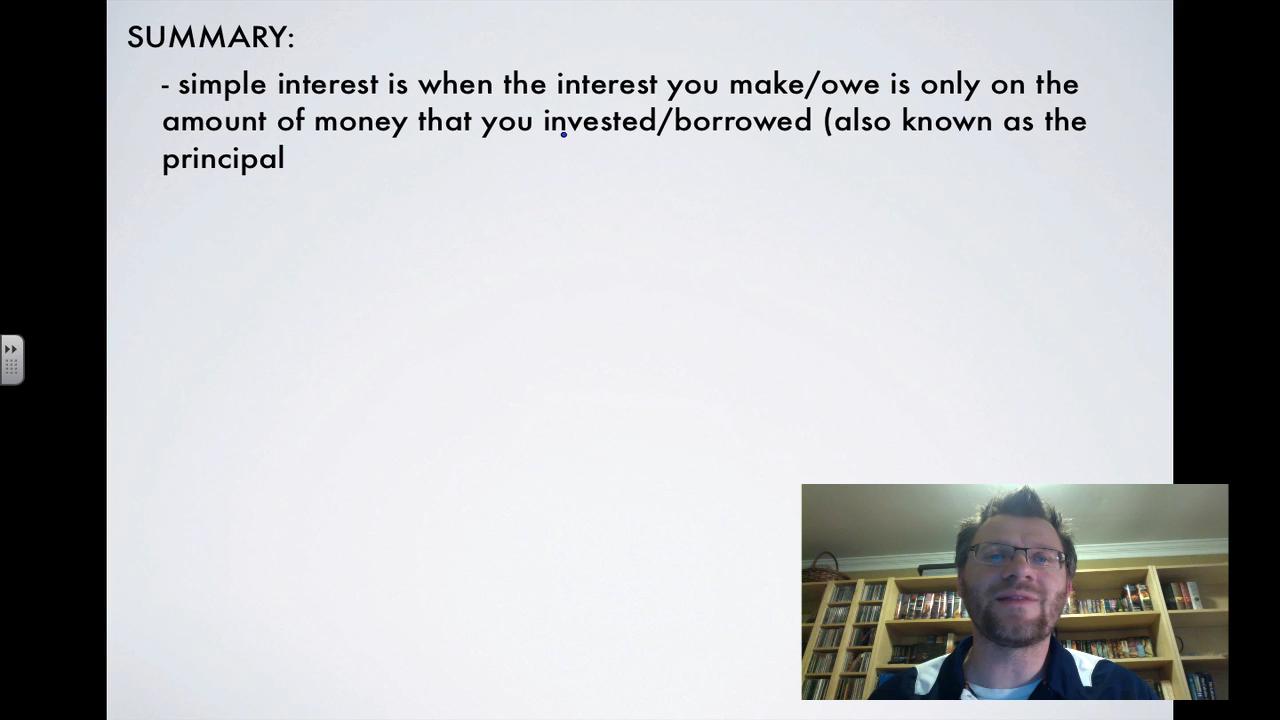 SUMMARY:
- simple interest is when the interest you make/owe is only on the
amount of money that you invested/borrowed (also known as the
principal